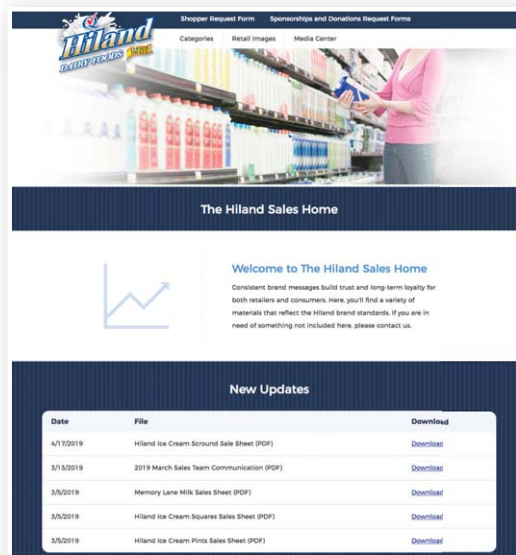 Shopper Request Form Sponsorships and Donations Request Forms
Hiland
DAIRY FOODS
Categories Retail Images Media Center
The Hiland Sales Home
Welcome to The Hiland Sales Home
Consistent brand messages build trust and long-term loyalty for
both retailers and consumers. Here, you'll find a variety of
materials that reflect the Hiland brand standards. If you are in
need of something not included here, please contact us.
New Updates
Date File Download
4/17/2019 Hiland Ice Cream Scround Sale Sheet (PDF) Download
3/13/2019 2019 March Sales Team Communication (PDF) Download
3/5/2019 Memory Lane Milk Sales Sheet (PDF) Download
3/5/2019 Hiland Ice Cream Squares Sales Sheet (PDF) Download
3/5/2019 Hiland Ice Cream Pints Sales Sheet (PDF) Download